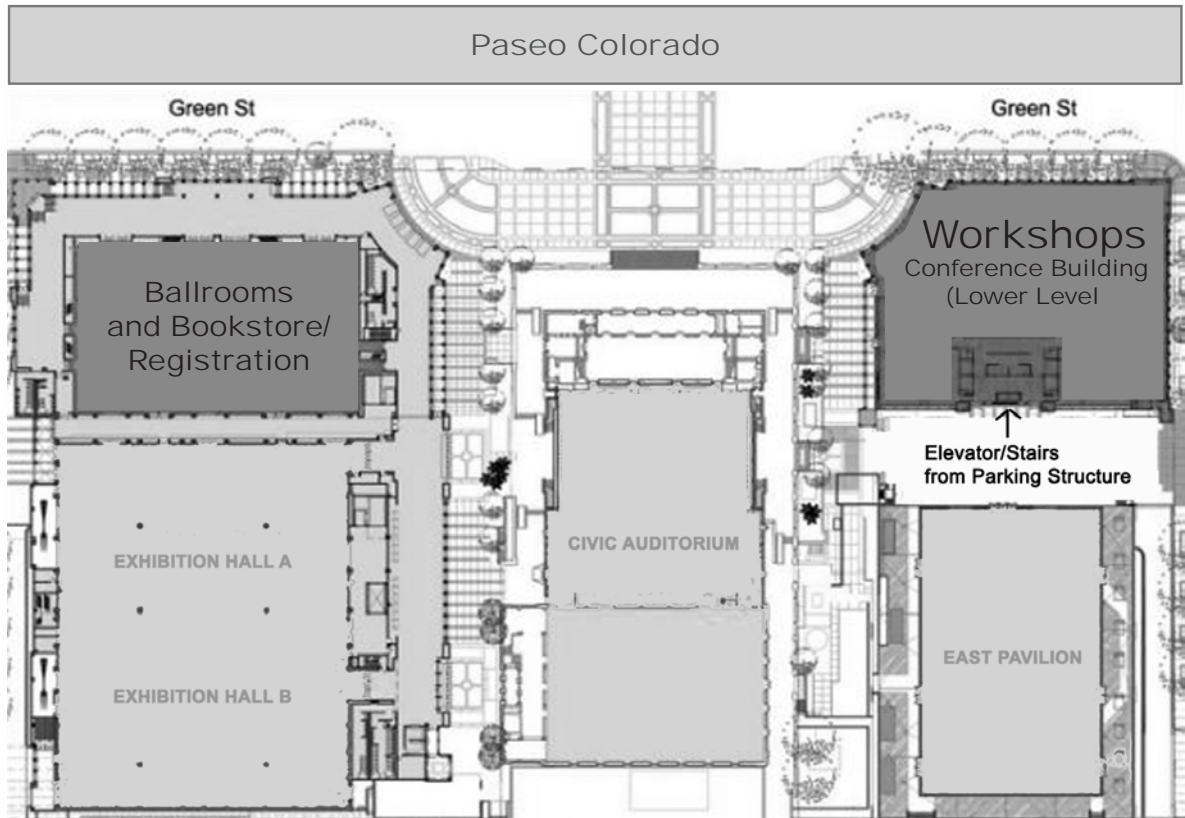 Paseo Colorado
Green St
Green St
Ballrooms
and Bookstore/
Registration
Workshops
Conference Building
(Lower Level
Elevator/Stairs
from Parking Structure
EXHIBITION HALL A
CIVIC AUDITORIUM
EXHIBITION HALL B
EAST PAVILION